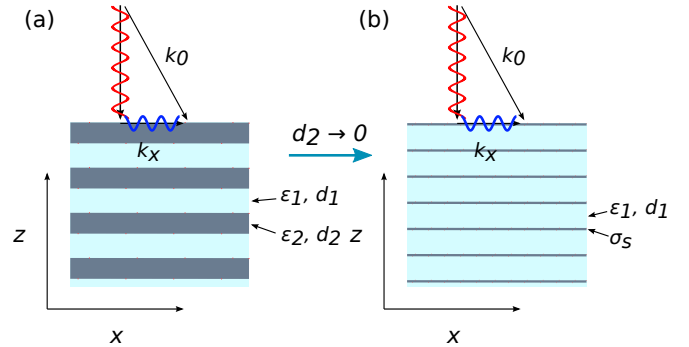 (a)
k0
kx
ε1, d1
ε2, d2
z
x
d2 → 0
(b)
k0
kx
ε1, d1
σs
z
x